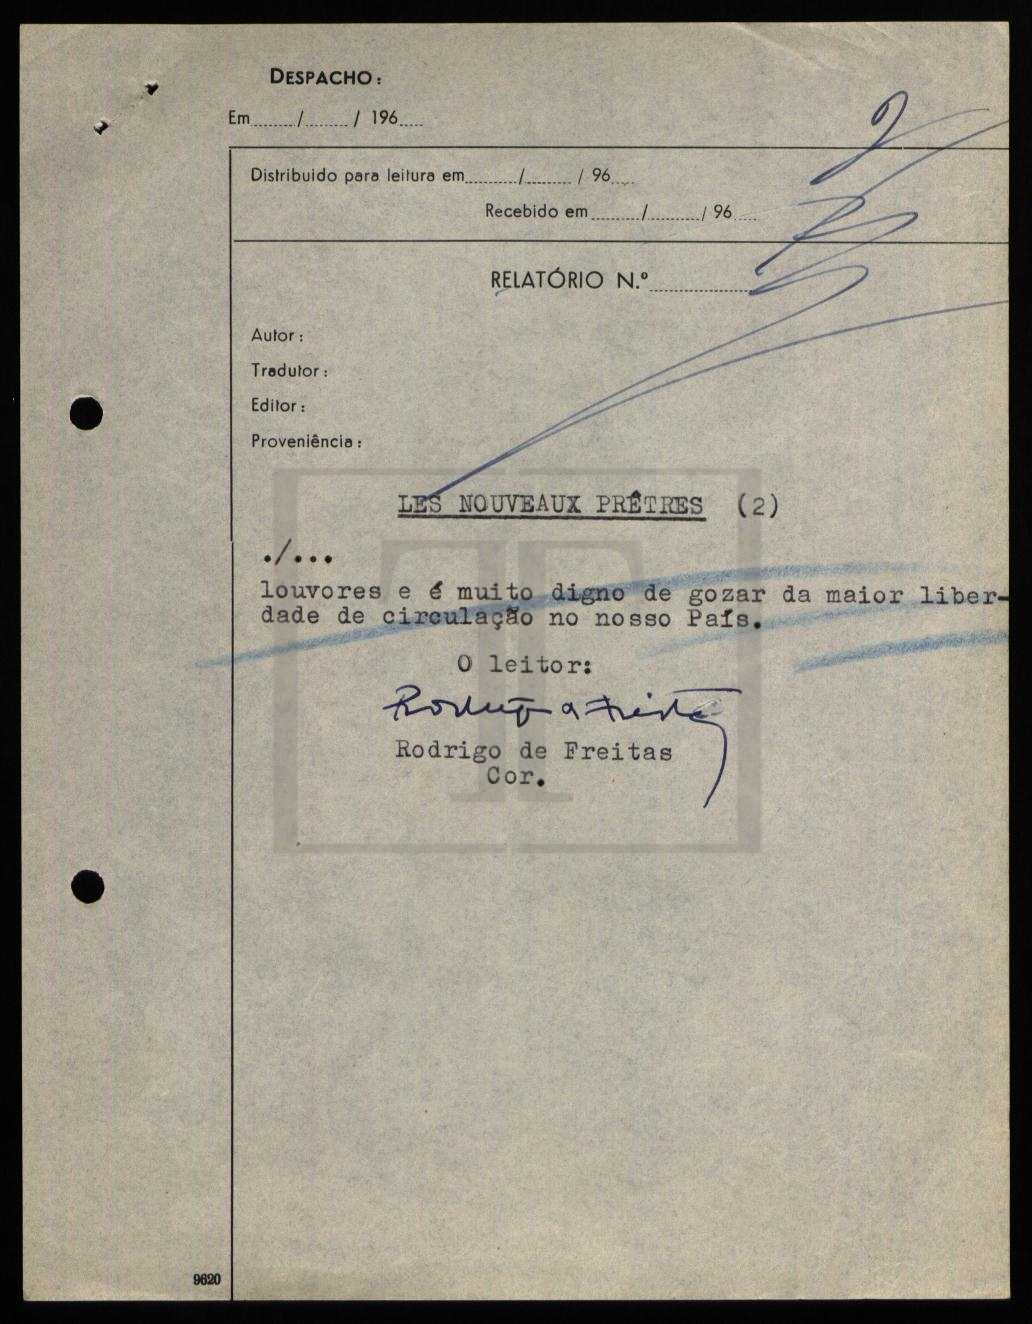 DESPACHO:
Em ....... / ....... / 196....
Distribuido para leitura em ........ / ........ / 96....
Recebido em ........ / ........ / 96....
RELATÓRIO N.º ................
Autor:
Tradutor:
Editor:
Proveniência:
LES NOUVEAUX PRÊTRES (2)
./...
louvores e é muito digno de gozar da maior liber-
dade de circulação no nosso País.
O leitor:
Rodrigo de Freitas
Rodrigo de Freitas
Cor.
9620